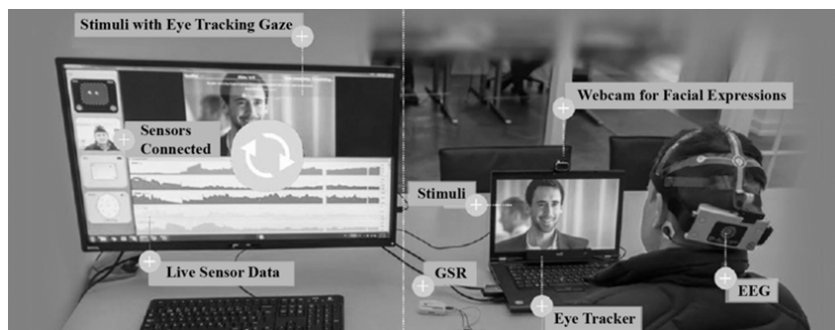 Stimuli with Eye Tracking Gaze
Sensors
Connected
Live Sensor Data
Webcam for Facial Expressions
Stimuli
GSR
Eye Tracker
EEG